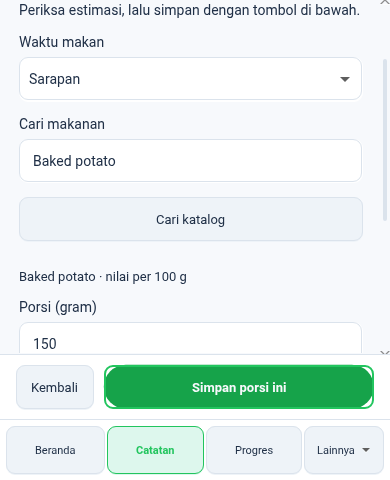 Periksa estimasi, lalu simpan dengan tombol di bawah.
Waktu makan
Sarapan
Cari makanan
Baked potato
Cari katalog
Baked potato · nilai per 100 g
Porsi (gram)
150
Kembali
Simpan porsi ini
Beranda
Catatan
Progres
Lainnya